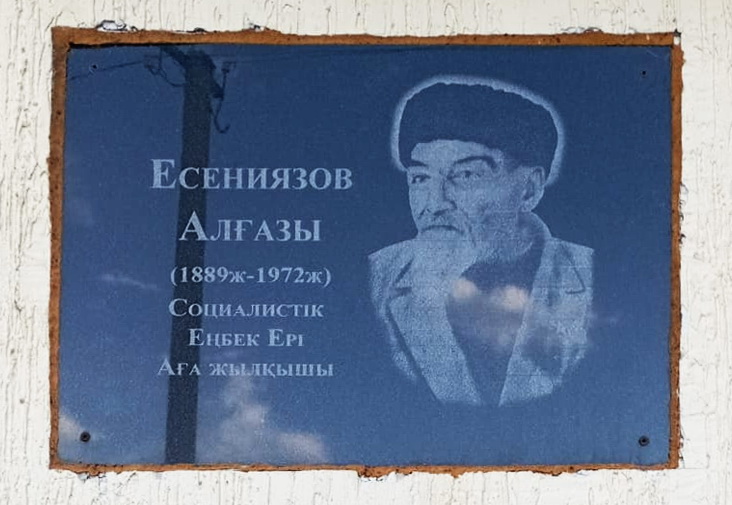 Есениязов
Алғазы
(1889ж-1972ж)
Социалистік
Еңбек Ері
Аға жылқышы